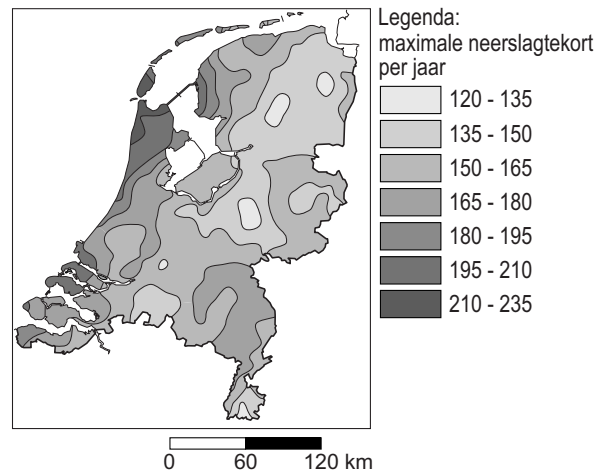 Legenda:
maximale neerslagtekort
per jaar
120 - 135
135 - 150
150 - 165
165 - 180
180 - 195
195 - 210
210 - 235
0 60 120 km